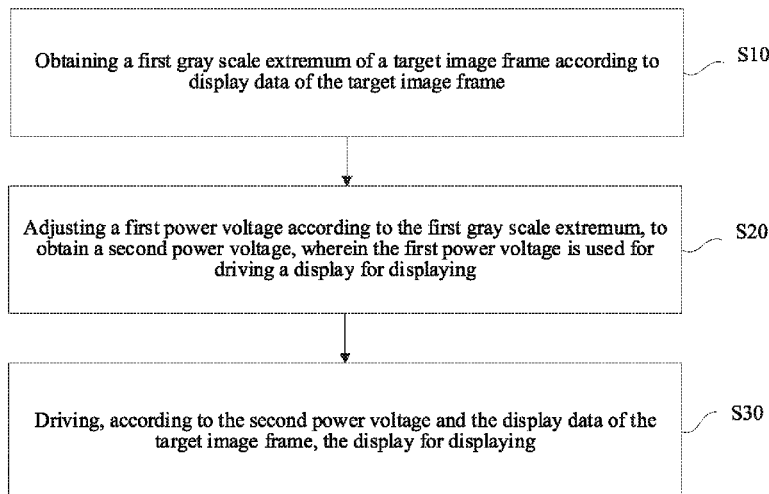 Obtaining a first gray scale extremum of a target image frame according to
display data of the target image frame
S10
Adjusting a first power voltage according to the first gray scale extremum, to
obtain a second power voltage, wherein the first power voltage is used for
driving a display for displaying
S20
Driving, according to the second power voltage and the display data of the
target image frame, the display for displaying
S30